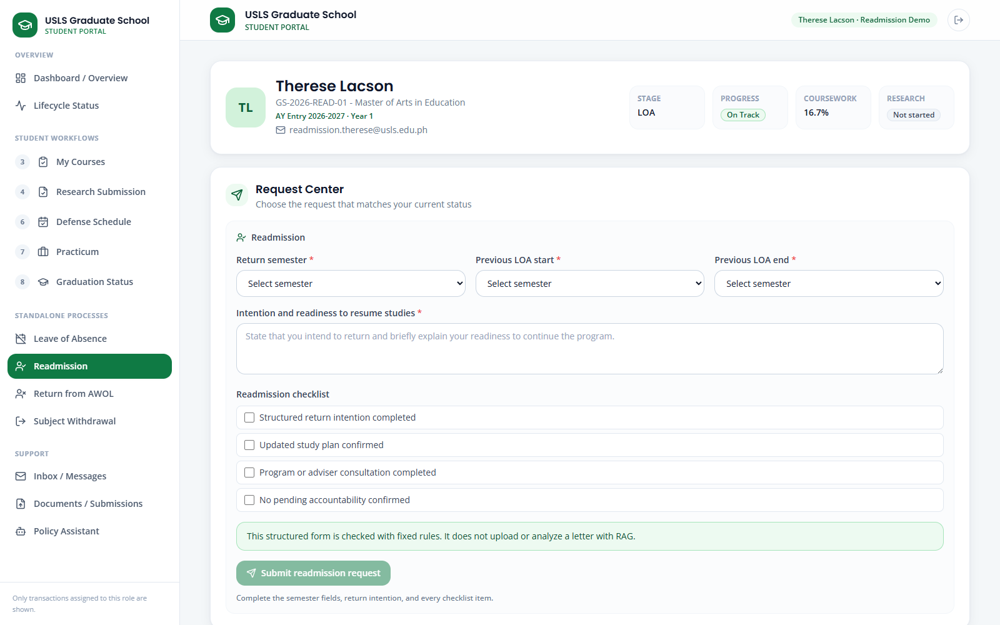 USLS Graduate School
STUDENT PORTAL
OVERVIEW
Dashboard / Overview
Lifecycle Status
STUDENT WORKFLOWS
3 My Courses
4 Research Submission
6 Defense Schedule
7 Practicum
8 Graduation Status
STANDALONE PROCESSES
Leave of Absence
Readmission
Return from AWOL
Subject Withdrawal
SUPPORT
Inbox / Messages
Documents / Submissions
Policy Assistant
Only transactions assigned to this role are
shown.
USLS Graduate School
STUDENT PORTAL
Therese Lacson · Readmission Demo
TL
Therese Lacson
GS-2026-READ-01 - Master of Arts in Education
AY Entry 2026-2027 · Year 1
readmission.therese@usls.edu.ph
STAGE
LOA
PROGRESS
On Track
COURSEWORK
16.7%
RESEARCH
Not started
Request Center
Choose the request that matches your current status
Readmission
Return semester *
Select semester
Previous LOA start *
Select semester
Previous LOA end *
Select semester
Intention and readiness to resume studies *
State that you intend to return and briefly explain your readiness to continue the program.
Readmission checklist
Structured return intention completed
Updated study plan confirmed
Program or adviser consultation completed
No pending accountability confirmed
This structured form is checked with fixed rules. It does not upload or analyze a letter with RAG.
Submit readmission request
Complete the semester fields, return intention, and every checklist item.